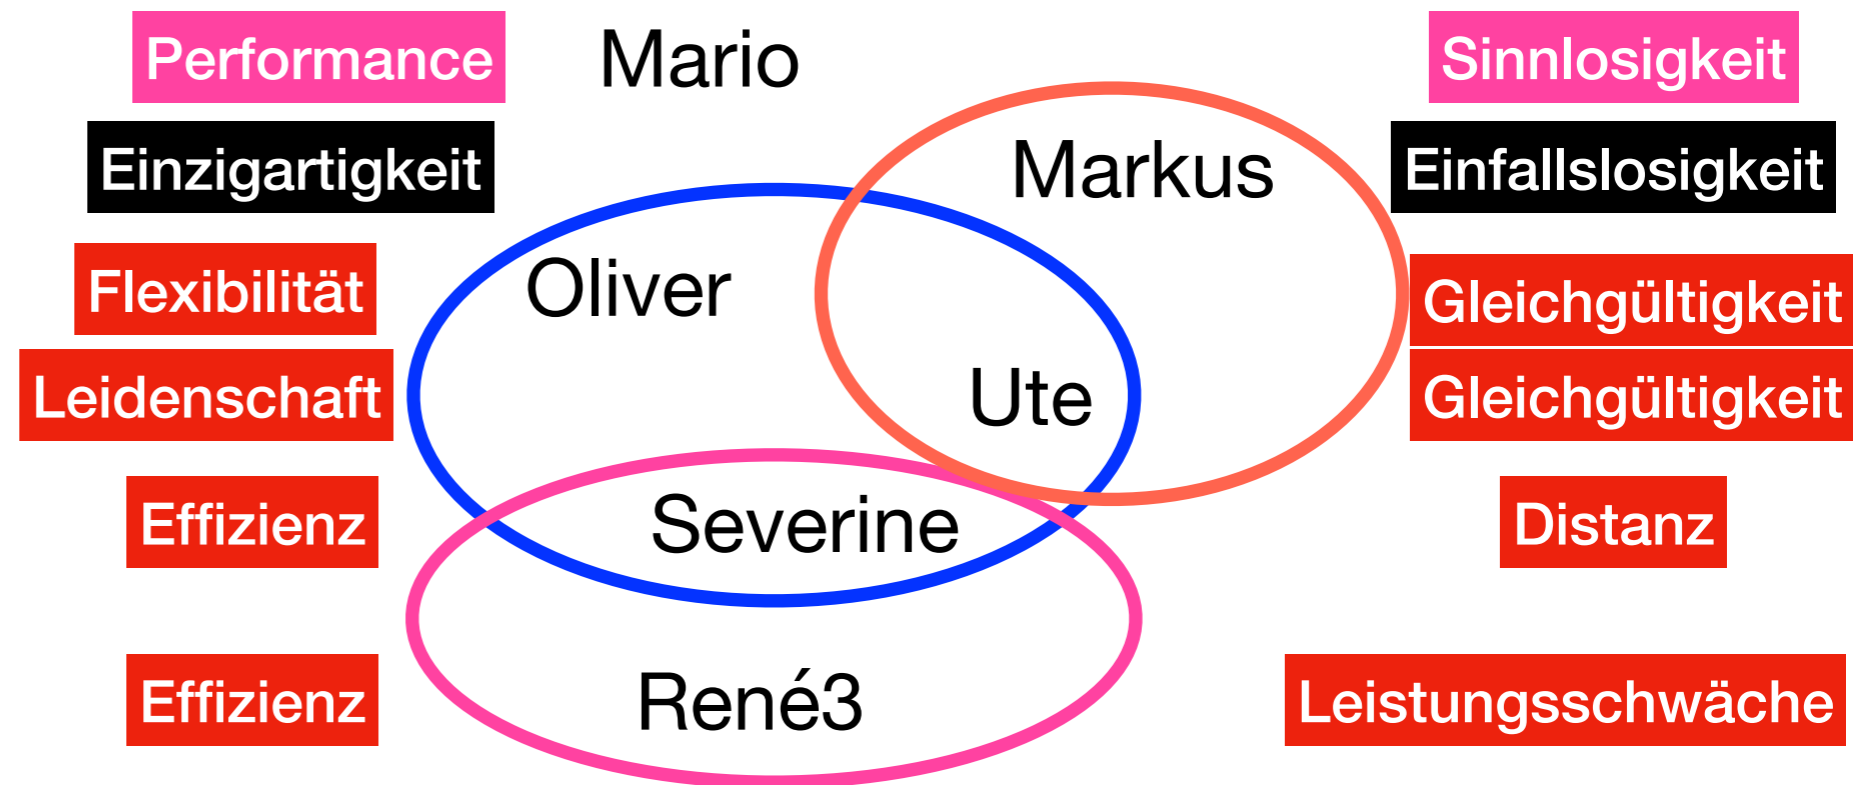 Performance Mario Sinnlosigkeit
Einzigartigkeit Markus Einfallslosigkeit
Flexibilität Oliver Gleichgültigkeit
Leidenschaft Ute Gleichgültigkeit
Effizienz Severine Distanz
Effizienz René3 Leistungsschwäche